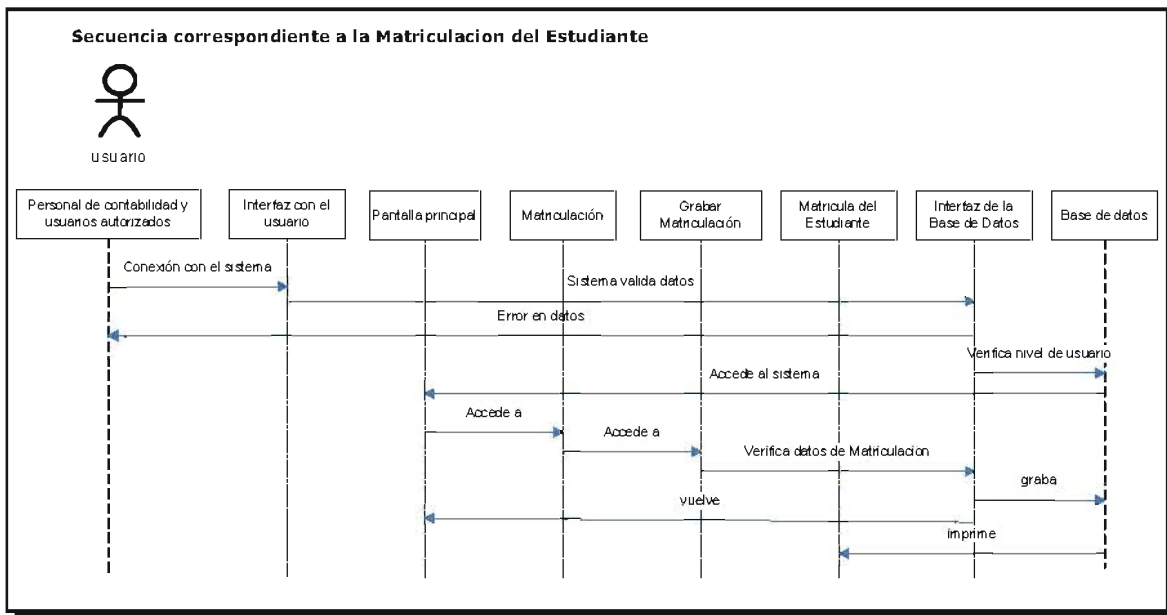 Secuencia correspondiente a la Matriculacion del Estudiante
usuario
Personal de contabilidad y
usuarios autorizados
Interfaz con el
usuario
Pantalla principal
Matriculación
Grabar
Matriculación
Matricula del
Estudiante
Interfaz de la
Base de Datos
Base de datos
Conexión con el sistema
Sistema valida datos
Error en datos
Verifica nivel de usuario
Accede al sistema
Accede a
Accede a
Verifica datos de Matriculacion
graba
vuelve
imprime